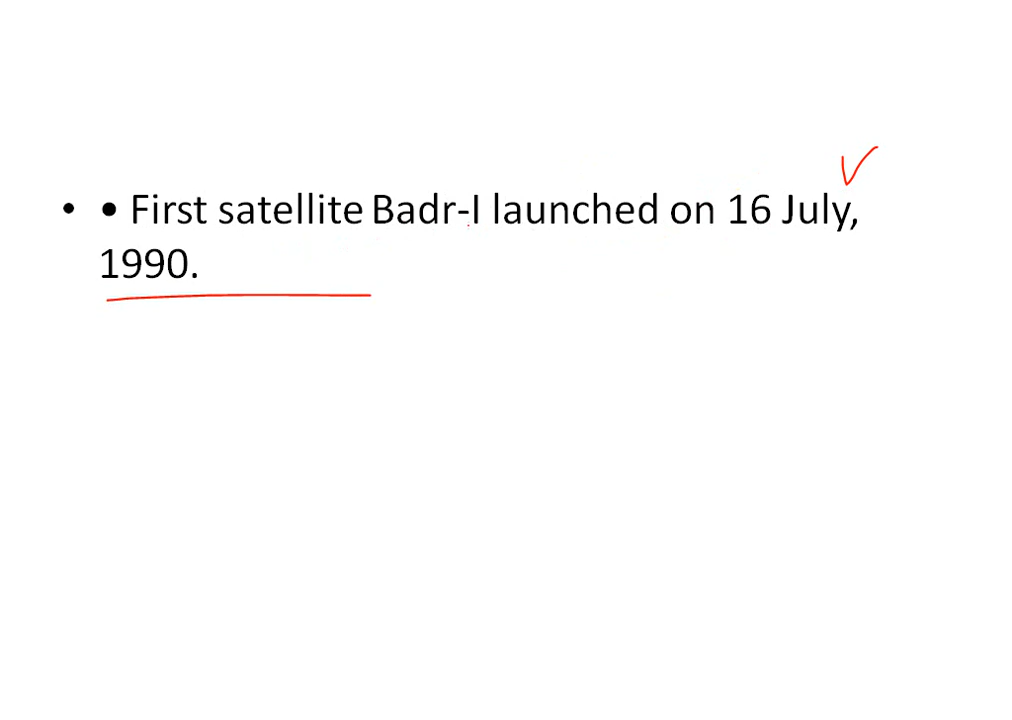 • • First satellite Badr-I launched on 16 July,
1990.